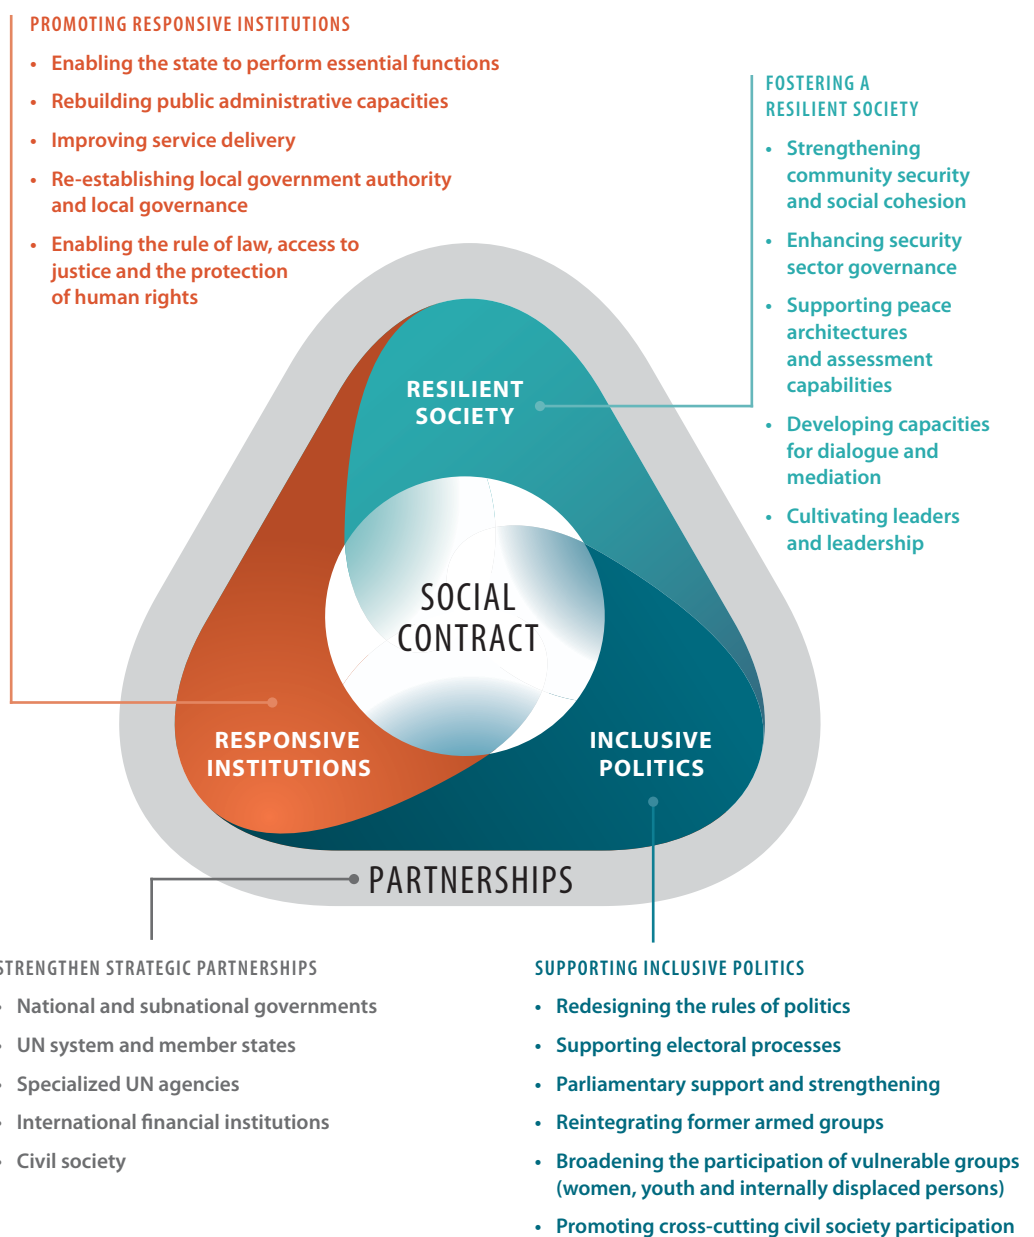 PROMOTING RESPONSIVE INSTITUTIONS
• Enabling the state to perform essential functions
• Rebuilding public administrative capacities
• Improving service delivery
• Re-establishing local government authority
and local governance
• Enabling the rule of law, access to
justice and the protection
of human rights
FOSTERING A
RESILIENT SOCIETY
• Strengthening
community security
and social cohesion
• Enhancing security
sector governance
• Supporting peace
architectures
and assessment
capabilities
• Developing capacities
for dialogue and
mediation
• Cultivating leaders
and leadership
RESILIENT
SOCIETY
SOCIAL
CONTRACT
RESPONSIVE
INSTITUTIONS
INCLUSIVE
POLITICS
PARTNERSHIPS
STRENGTHEN STRATEGIC PARTNERSHIPS
• National and subnational governments
• UN system and member states
• Specialized UN agencies
• International financial institutions
• Civil society
SUPPORTING INCLUSIVE POLITICS
• Redesigning the rules of politics
• Supporting electoral processes
• Parliamentary support and strengthening
• Reintegrating former armed groups
• Broadening the participation of vulnerable groups
(women, youth and internally displaced persons)
• Promoting cross-cutting civil society participation